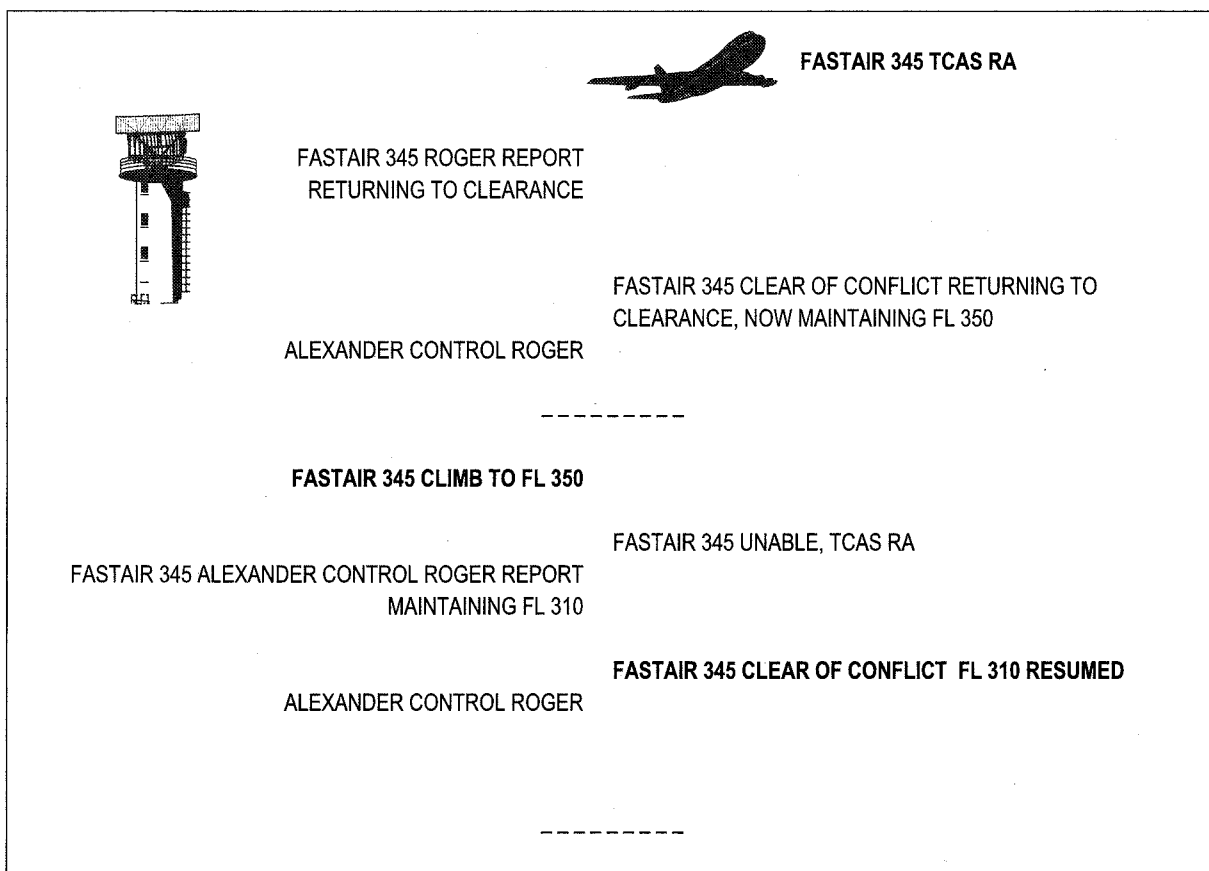 FASTAIR 345 TCAS RA
FASTAIR 345 ROGER REPORT
RETURNING TO CLEARANCE
FASTAIR 345 CLEAR OF CONFLICT RETURNING TO
CLEARANCE, NOW MAINTAINING FL 350
ALEXANDER CONTROL ROGER
---------
FASTAIR 345 CLIMB TO FL 350
FASTAIR 345 UNABLE, TCAS RA
FASTAIR 345 ALEXANDER CONTROL ROGER REPORT
MAINTAINING FL 310
FASTAIR 345 CLEAR OF CONFLICT FL 310 RESUMED
ALEXANDER CONTROL ROGER
---------